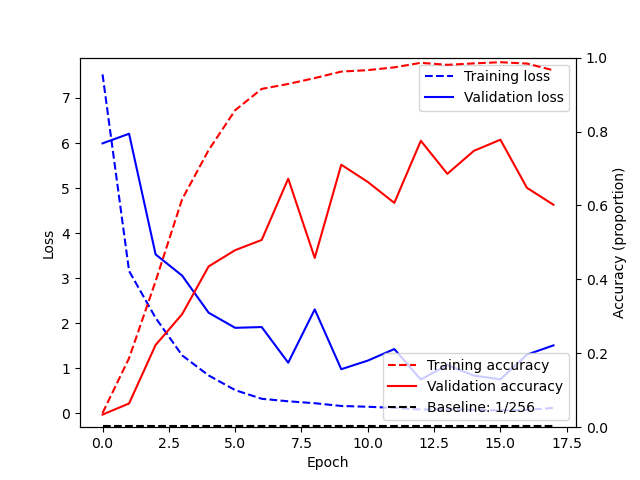 1.0
Training loss
Validation loss
7
0.8
6
5
Loss
4
0.6
Accuracy (proportion)
3
0.4
2
0.2
1
Training accuracy
Validation accuracy
Baseline: 1/256
0
0.0
0.0 2.5 5.0 7.5 10.0 12.5 15.0 17.5
Epoch